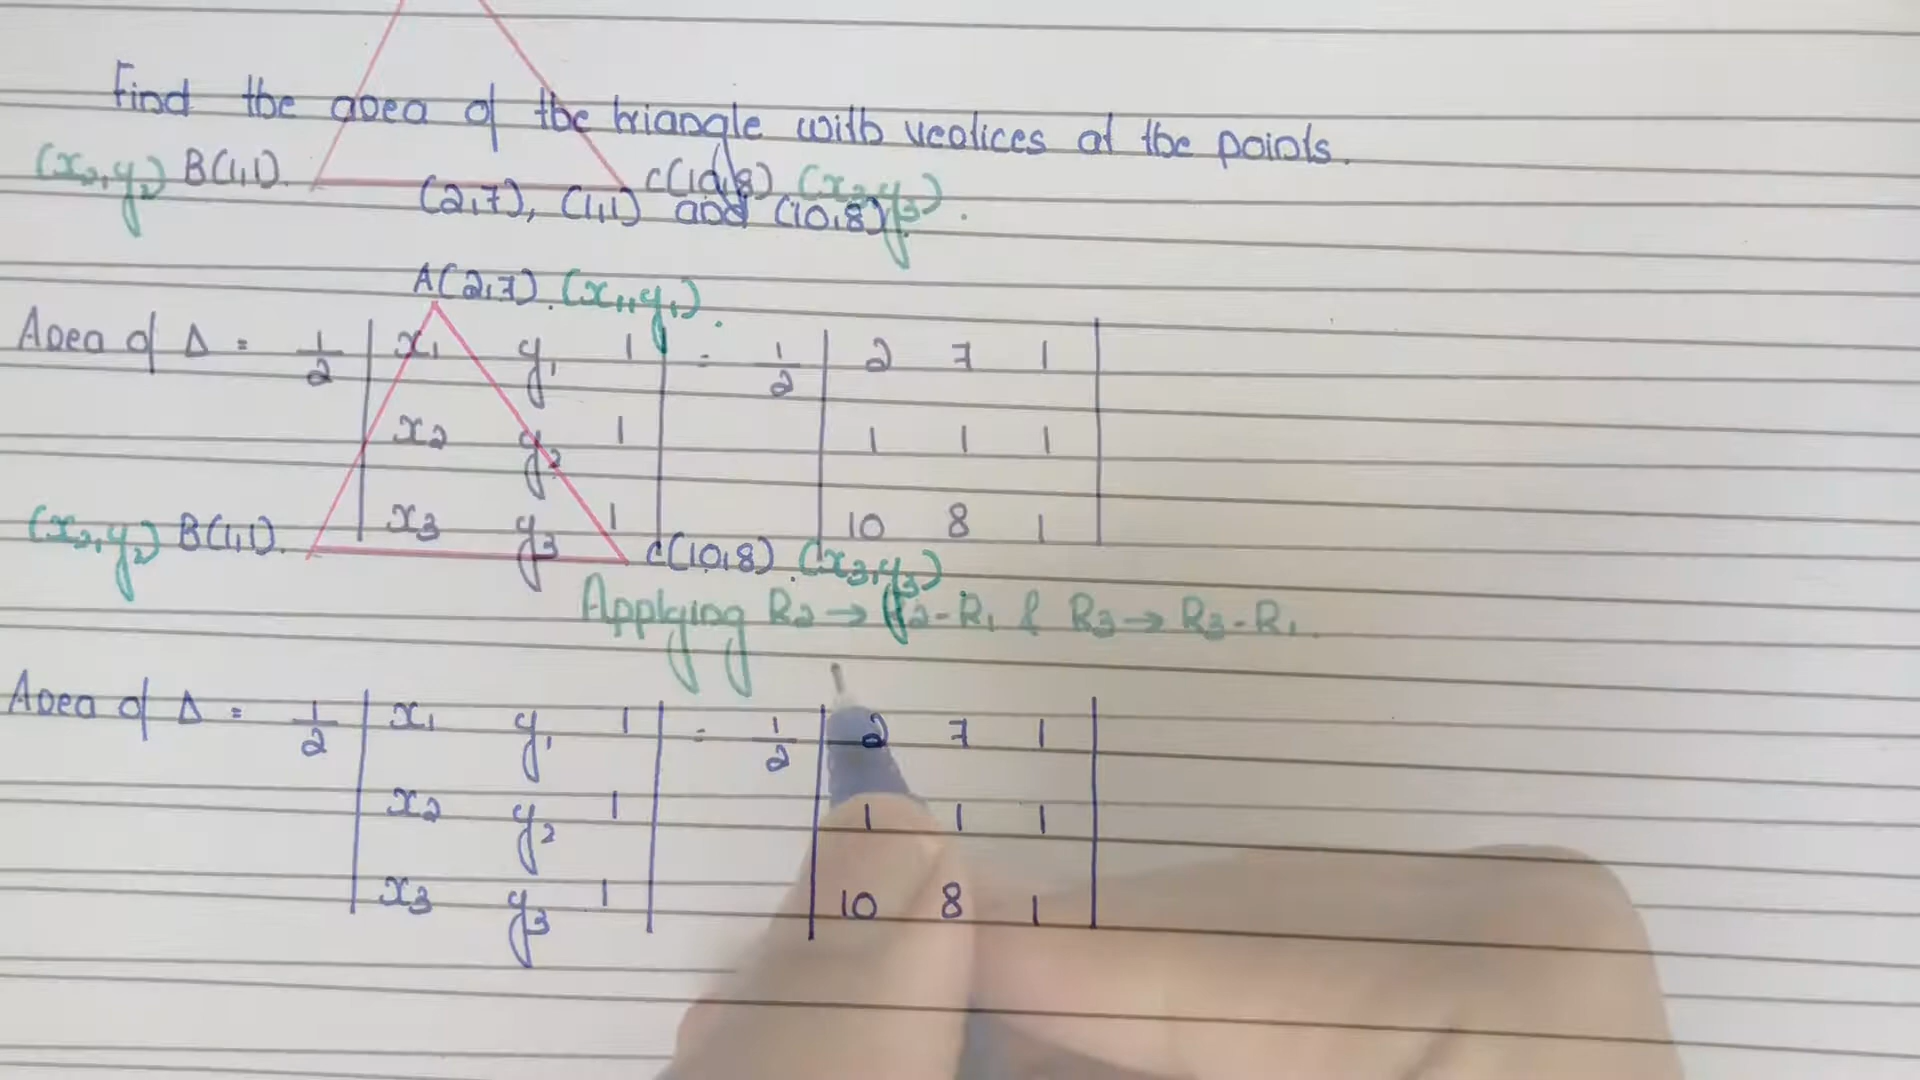 Find the area of the triangle with vertices at the points.
(x2,y2) B(1,1). C(10,8) (x3,y3).
(2,7), (1,1) and (10,8).
A(2,7). (x1,y1).
Area of Δ = 1/2 | x1 y1 1 | = 1/2 | 2 7 1 |
| x2 y2 1 | | 1 1 1 |
| x3 y3 1 | | 10 8 1 |
(x2,y2) B(1,1). C(10,8). (x3,y3)
Applying R2 → R2-R1 & R3 → R3-R1.
Area of Δ = 1/2 | x1 y1 1 | = 1/2 | 2 7 1 |
| x2 y2 1 | | 1 1 1 |
| x3 y3 1 | | 10 8 1 |